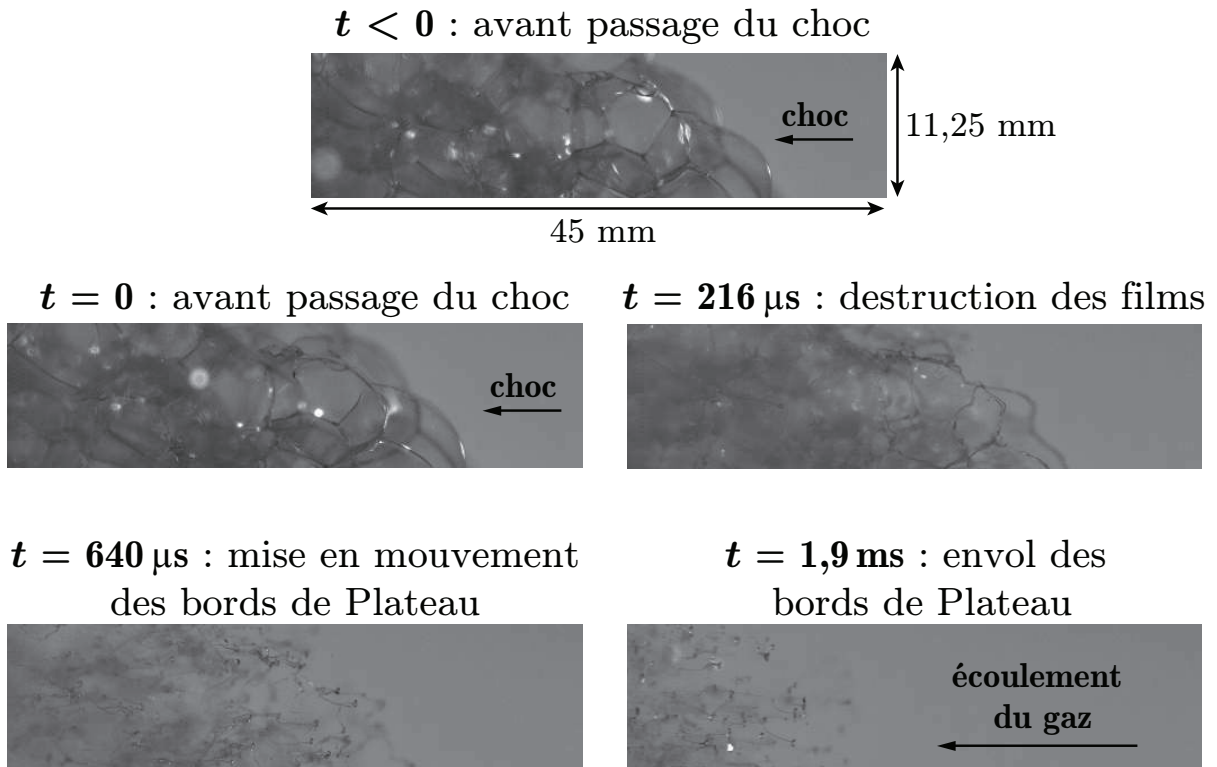 t < 0 : avant passage du choc
choc
11,25 mm
45 mm
t = 0 : avant passage du choc
choc
t = 216 µs : destruction des films
t = 640 µs : mise en mouvement
des bords de Plateau
t = 1,9 ms : envol des
bords de Plateau
écoulement
du gaz